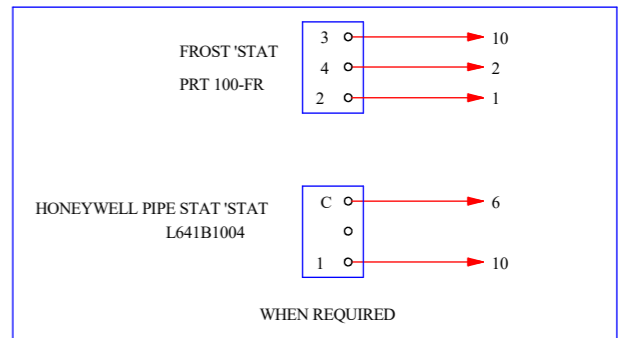 3 10
FROST 'STAT
4 2
PRT 100-FR
2 1
C 6
HONEYWELL PIPE STAT 'STAT
L641B1004
1 10
WHEN REQUIRED